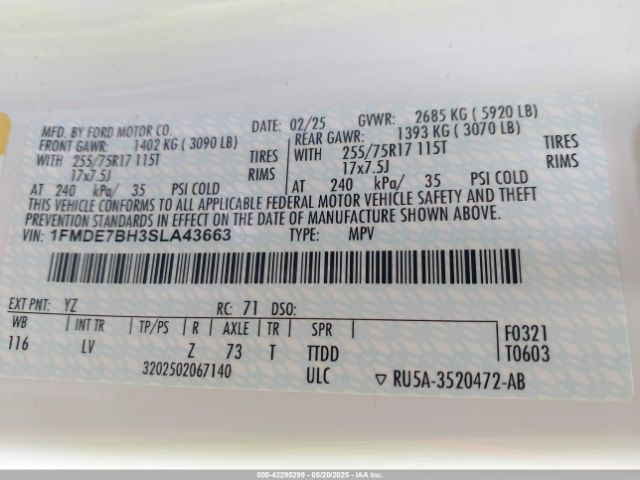 MFD. BY FORD MOTOR CO. DATE: 02/25 GVWR: 2685 KG ( 5920 LB)
FRONT GAWR: 1402 KG ( 3090 LB) REAR GAWR: 1393 KG ( 3070 LB)
WITH 255/75R17 115T TIRES WITH 255/75R17 115T TIRES
17x7.5J RIMS 17x7.5J RIMS
AT 240 kPa/ 35 PSI COLD AT 240 kPa/ 35 PSI COLD
THIS VEHICLE CONFORMS TO ALL APPLICABLE FEDERAL MOTOR VEHICLE SAFETY AND THEFT
PREVENTION STANDARDS IN EFFECT ON THE DATE OF MANUFACTURE SHOWN ABOVE.
VIN: 1FMDE7BH3SLA43663 TYPE: MPV
EXT PNT: YZ RC: 71 DSO:
WB INT TR TP/PS R AXLE TR SPR F0321
116 LV Z 73 T TTDD T0603
3202502067140 ULC ▽ RU5A-3520472-AB
000-42295299 - 05/20/2025 - IAA Inc.